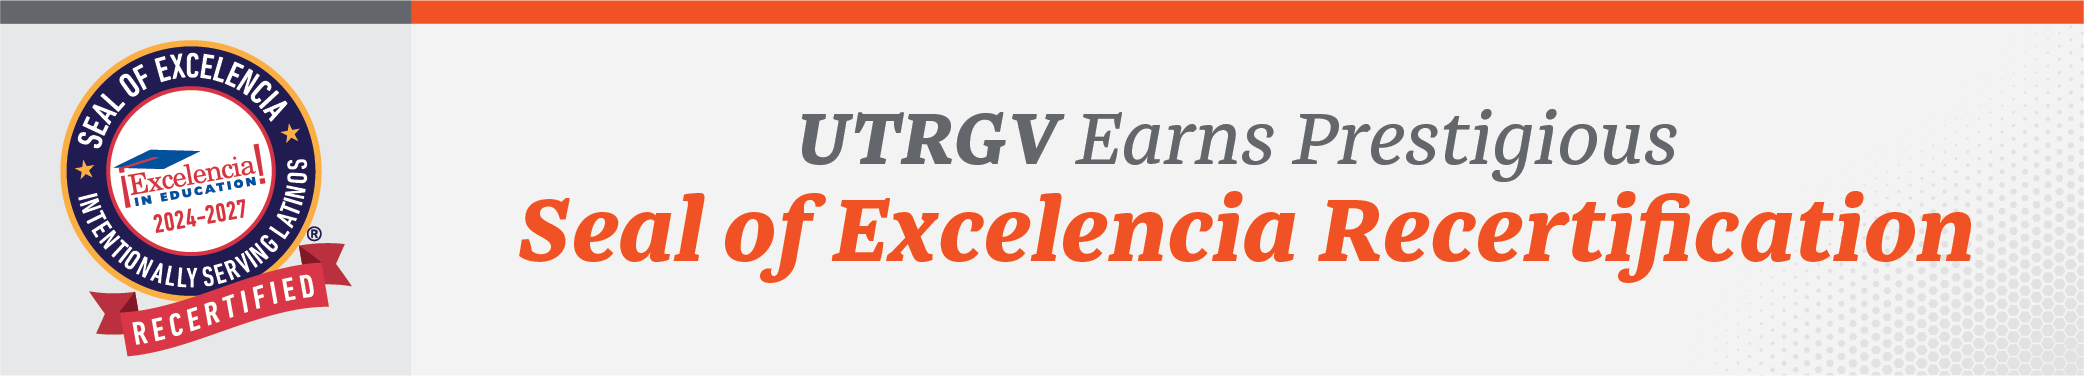 SEAL OF EXCELENCIA
¡Excelencia!
IN EDUCATION
2024-2027
INTENTIONALLY SERVING LATINOS
®
RECERTIFIED
UTRGV Earns Prestigious
Seal of Excelencia Recertification